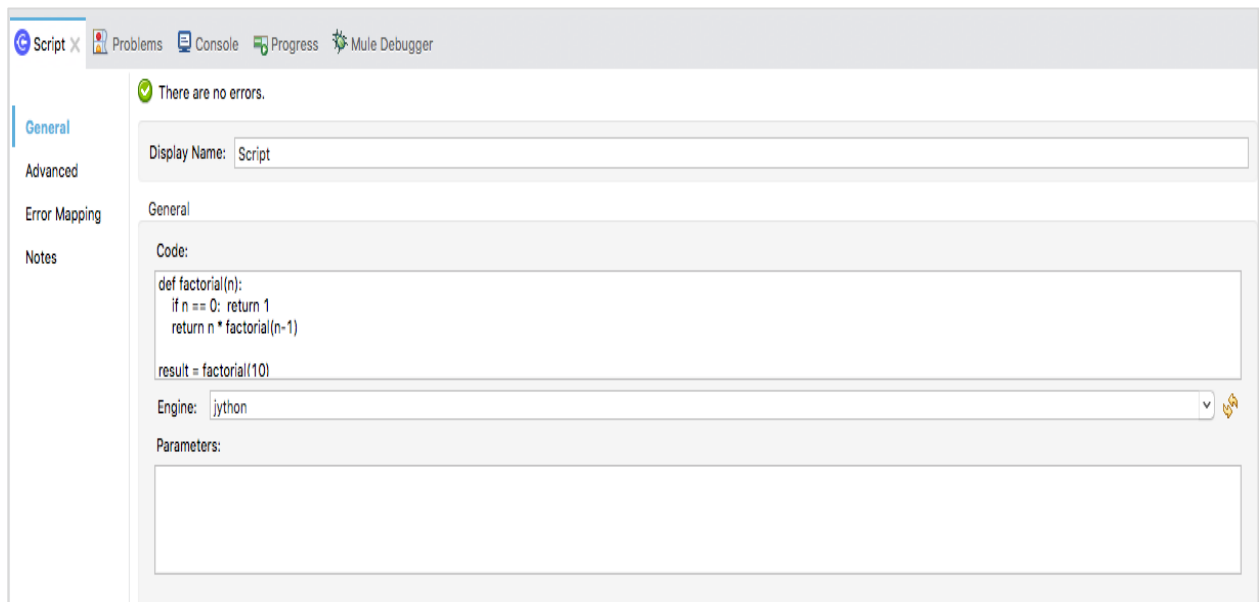 Script Problems Console Progress Mule Debugger
There are no errors.
General
Display Name: Script
Advanced
Error Mapping
General
Notes
Code:
def factorial(n):
if n == 0: return 1
return n * factorial(n-1)
result = factorial(10)
Engine: jython
Parameters: